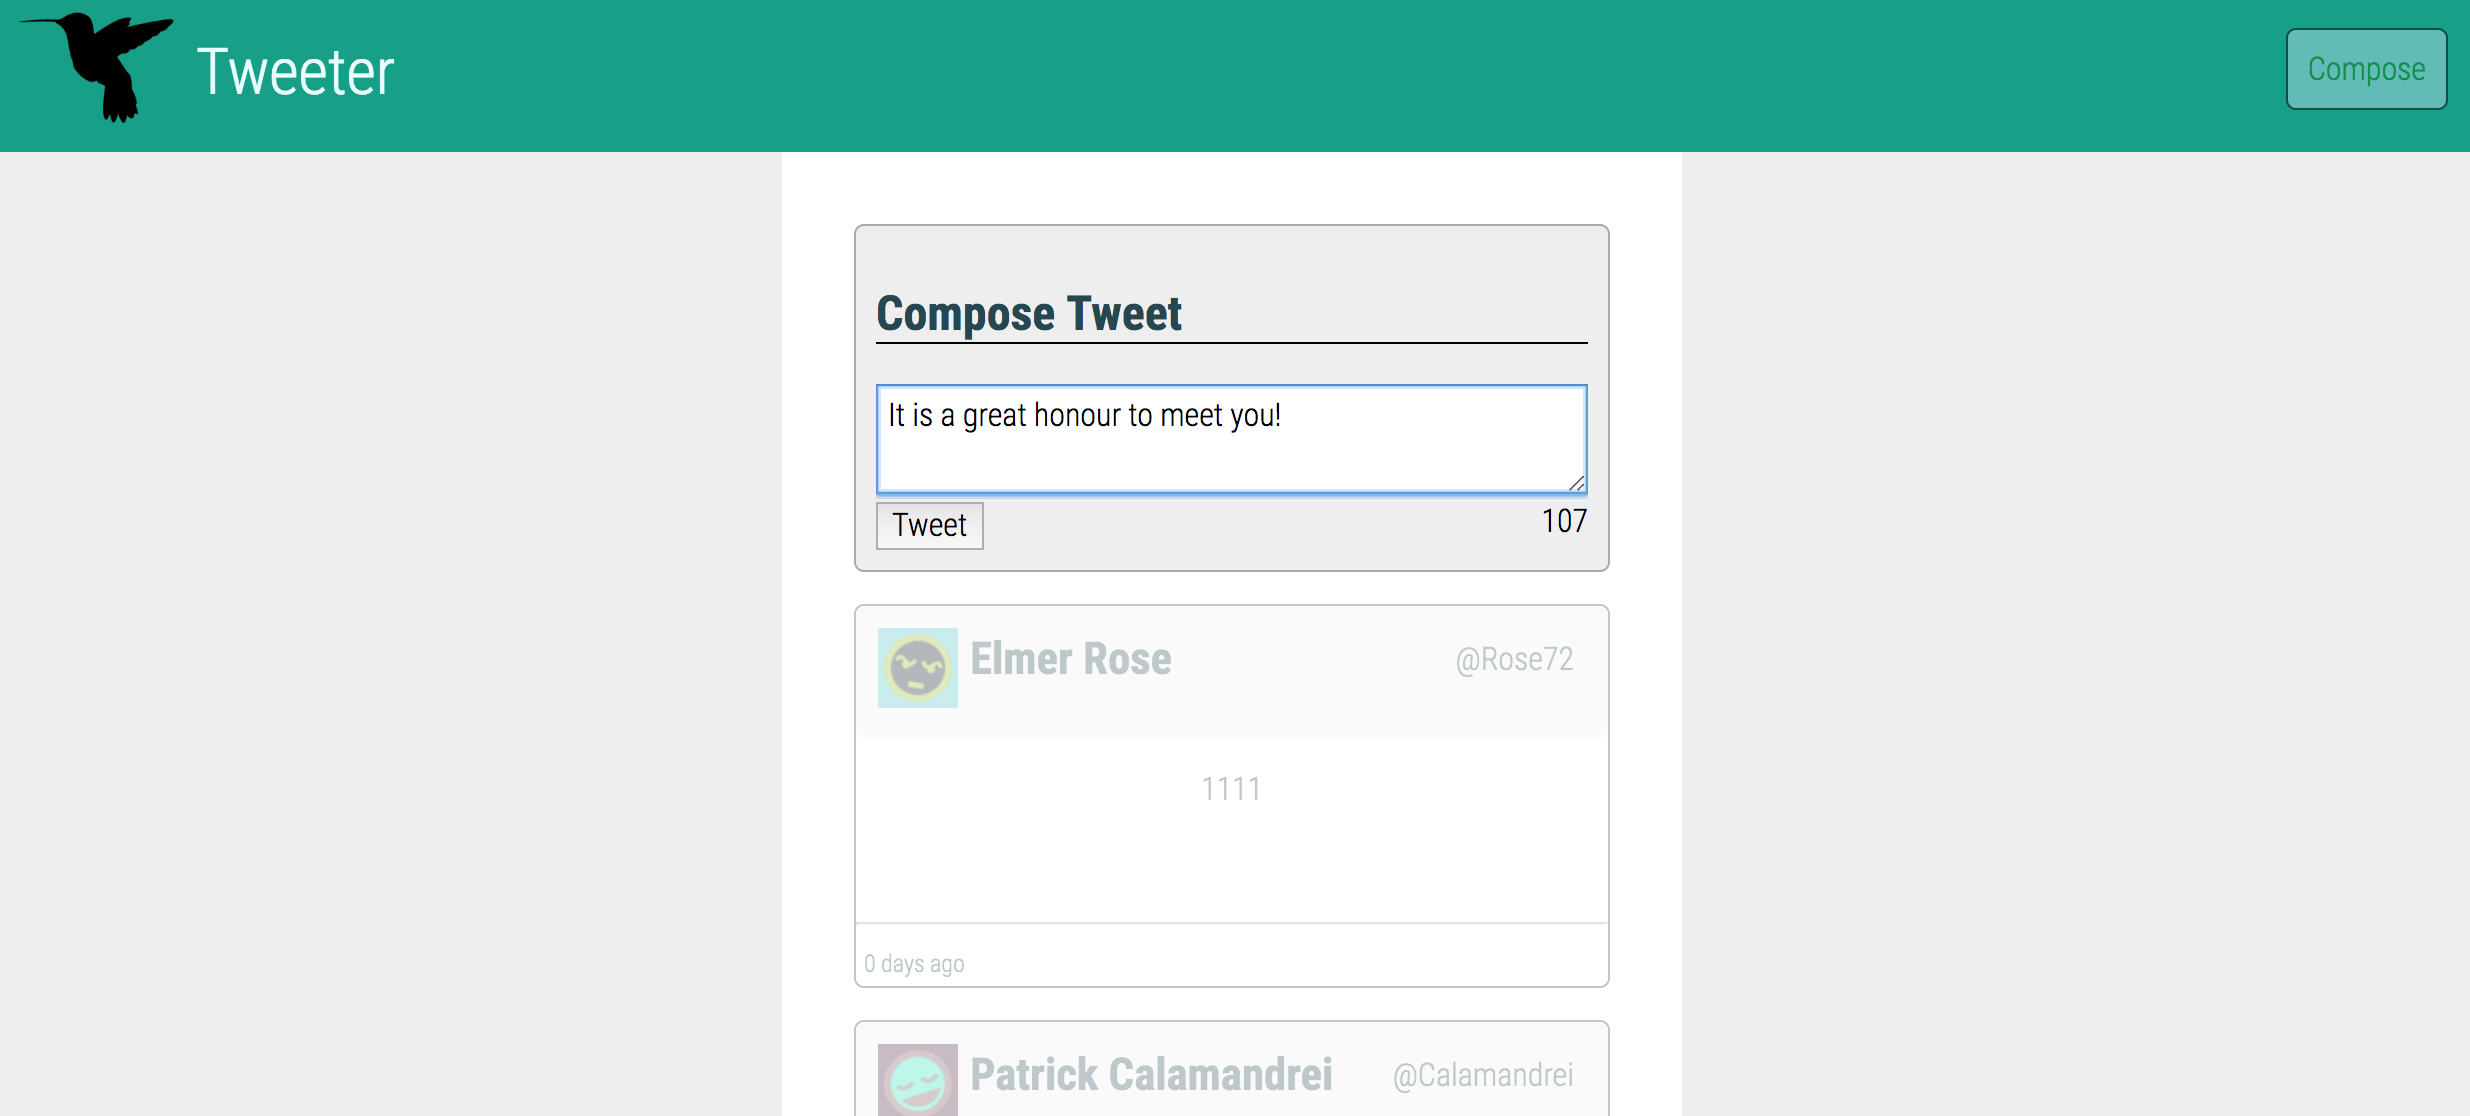 Tweeter
Compose
Compose Tweet
It is a great honour to meet you!
Tweet
107
Elmer Rose
@Rose72
1111
0 days ago
Patrick Calamandrei
@Calamandrei